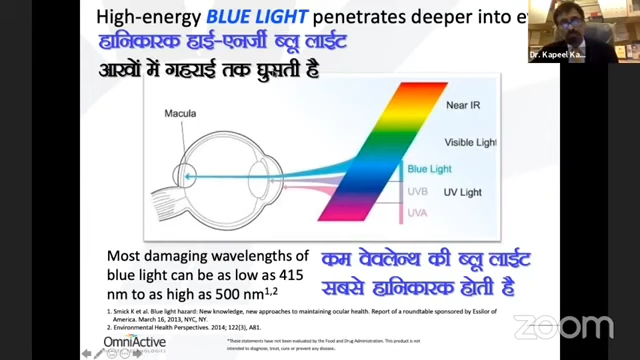 High-energy BLUE LIGHT penetrates deeper into e
Dr. Kapeel Ka...
हानिकारक हाई-एनर्जी ब्लू लाईट
आखों में गहराई तक घुसती है
Macula
Near IR
Visible Light
Blue Light
UVB
UV Light
UVA
Most damaging wavelengths of
blue light can be as low as 415
nm to as high as 500 nm1,2
कम वेवलेन्थ की ब्लू लाईट
सबसे हानिकारक होती है
1. Smick K et al. Blue light hazard: New knowledge, new approaches to maintaining ocular health. Report of a roundtable sponsored by Essilor of
America. March 16, 2013, NYC, NY.
2. Environmental Health Perspectives. 2014; 122(3), A81.
OmniActive
*These statements have not been evaluated by the Food and Drug Administration. This product is not
intended to diagnose, treat, cure or prevent any disease.
zoom